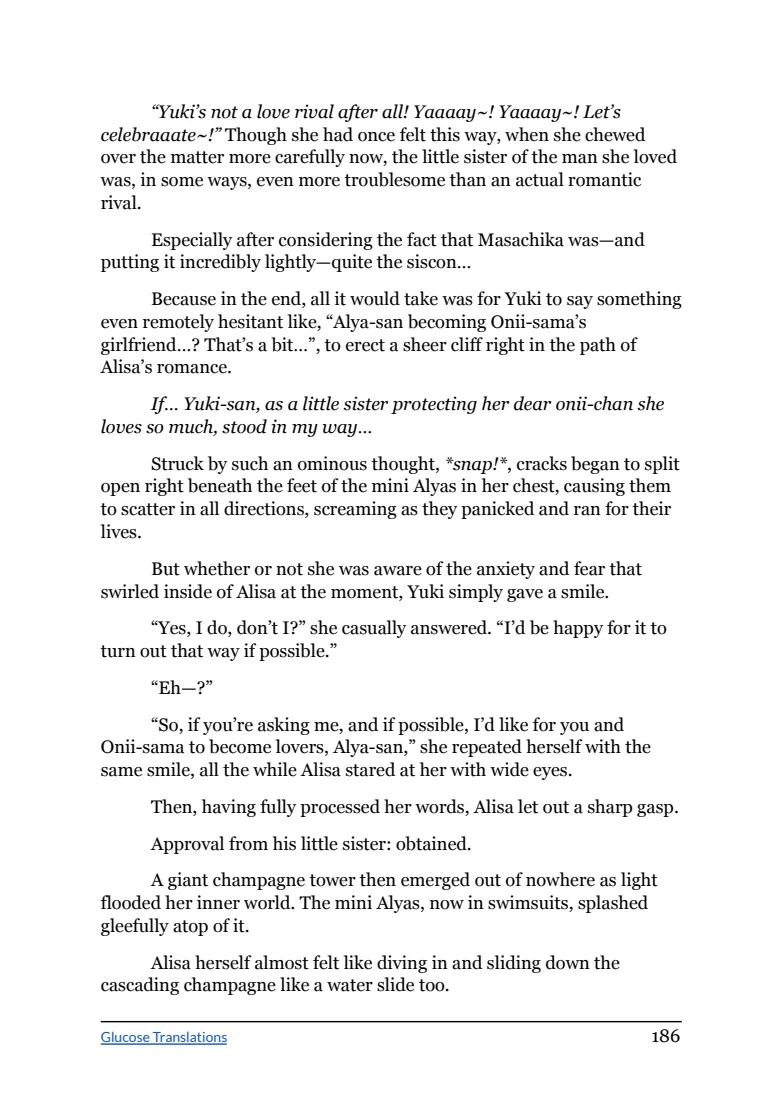 “Yuki’s not a love rival after all! Yaaaay~! Yaaaay~! Let’s
celebraaate~!” Though she had once felt this way, when she chewed
over the matter more carefully now, the little sister of the man she loved
was, in some ways, even more troublesome than an actual romantic
rival.
Especially after considering the fact that Masachika was—and
putting it incredibly lightly—quite the siscon…
Because in the end, all it would take was for Yuki to say something
even remotely hesitant like, “Alya-san becoming Onii-sama’s
girlfriend…? That’s a bit…”, to erect a sheer cliff right in the path of
Alisa’s romance.
If… Yuki-san, as a little sister protecting her dear onii-chan she
loves so much, stood in my way…
Struck by such an ominous thought, *snap!*, cracks began to split
open right beneath the feet of the mini Alyas in her chest, causing them
to scatter in all directions, screaming as they panicked and ran for their
lives.
But whether or not she was aware of the anxiety and fear that
swirled inside of Alisa at the moment, Yuki simply gave a smile.
“Yes, I do, don’t I?” she casually answered. “I’d be happy for it to
turn out that way if possible.”
“Eh—?”
“So, if you’re asking me, and if possible, I’d like for you and
Onii-sama to become lovers, Alya-san,” she repeated herself with the
same smile, all the while Alisa stared at her with wide eyes.
Then, having fully processed her words, Alisa let out a sharp gasp.
Approval from his little sister: obtained.
A giant champagne tower then emerged out of nowhere as light
flooded her inner world. The mini Alyas, now in swimsuits, splashed
gleefully atop of it.
Alisa herself almost felt like diving in and sliding down the
cascading champagne like a water slide too.
Glucose Translations 186